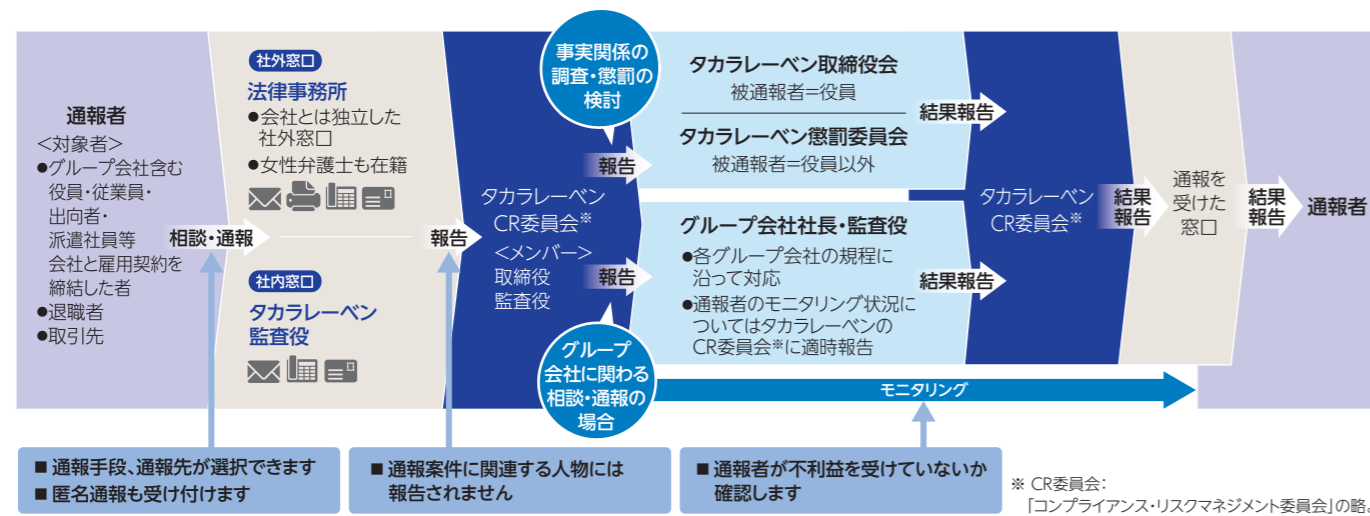 通報者
<対象者>
●グループ会社含む
役員・従業員・
出向者・
派遣社員等
会社と雇用契約を
締結した者
●退職者
●取引先
相談・通報
社外窓口
法律事務所
●会社とは独立した
社外窓口
●女性弁護士も在籍
社内窓口
タカラレーベン
監査役
報告
タカラレーベン
CR委員会※
<メンバー>
取締役
監査役
事実関係の
調査・懲罰の
検討
報告
タカラレーベン取締役会
被通報者=役員
タカラレーベン懲罰委員会
被通報者=役員以外
結果報告
グループ
会社に関わる
相談・通報の
場合
報告
グループ会社社長・監査役
●各グループ会社の規程に
沿って対応
●通報者のモニタリング状況に
ついてはタカラレーベンの
CR委員会※に適時報告
結果報告
タカラレーベン
CR委員会※
結果
報告
通報を
受けた
窓口
結果
報告
通報者
モニタリング
■ 通報手段、通報先が選択できます
■ 匿名通報も受け付けます
■ 通報案件に関連する人物には
報告されません
■ 通報者が不利益を受けていないか
確認します
※ CR委員会:
「コンプライアンス・リスクマネジメント委員会」の略。